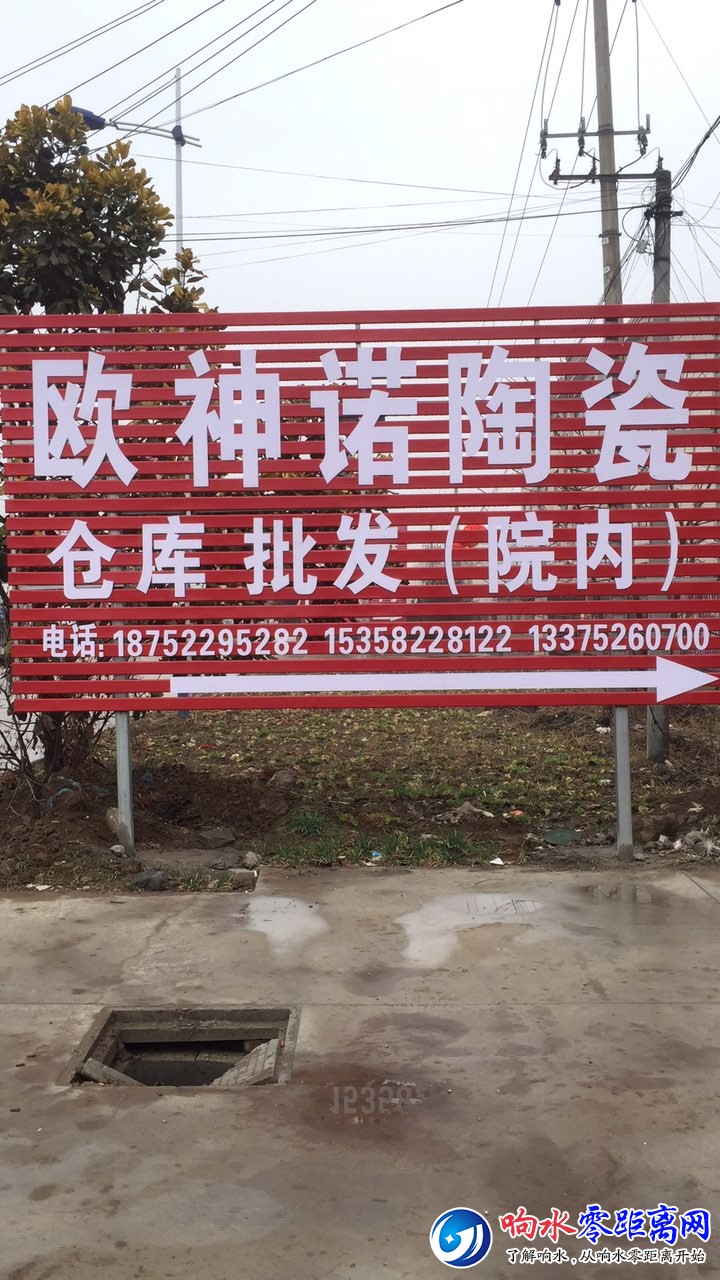 欧神诺陶瓷
仓库 批发(院内)
电话: 18752295282 15358228122 13375260700
响水零距离网
了解响水,从响水零距离开始